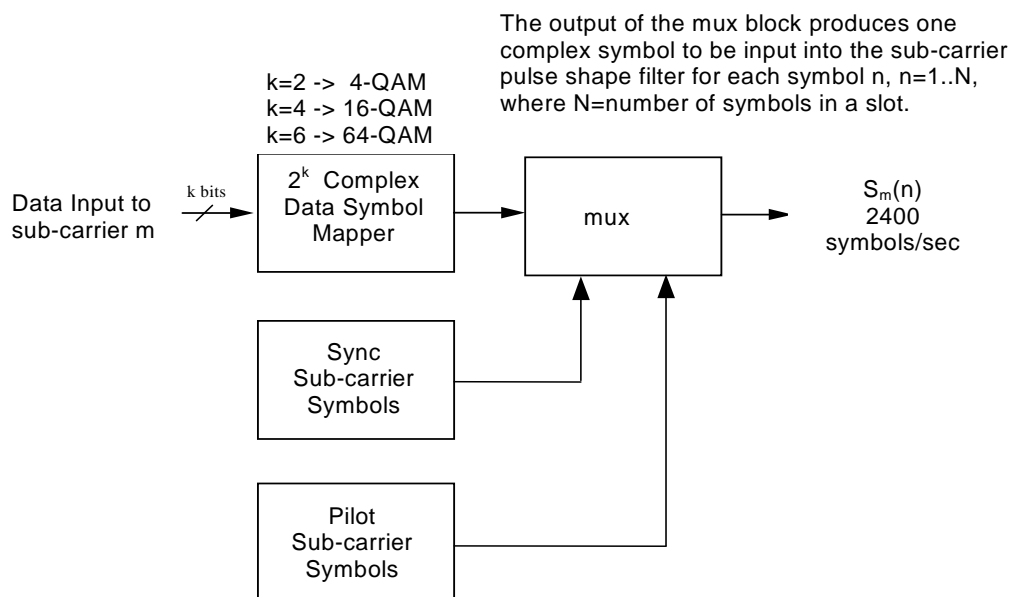 The output of the mux block produces one
complex symbol to be input into the sub-carrier
pulse shape filter for each symbol n, n=1..N,
where N=number of symbols in a slot.
k=2 -> 4-QAM
k=4 -> 16-QAM
k=6 -> 64-QAM
Data Input to
sub-carrier m
k bits
2^k Complex
Data Symbol
Mapper
mux
S_m(n)
2400
symbols/sec
Sync
Sub-carrier
Symbols
Pilot
Sub-carrier
Symbols